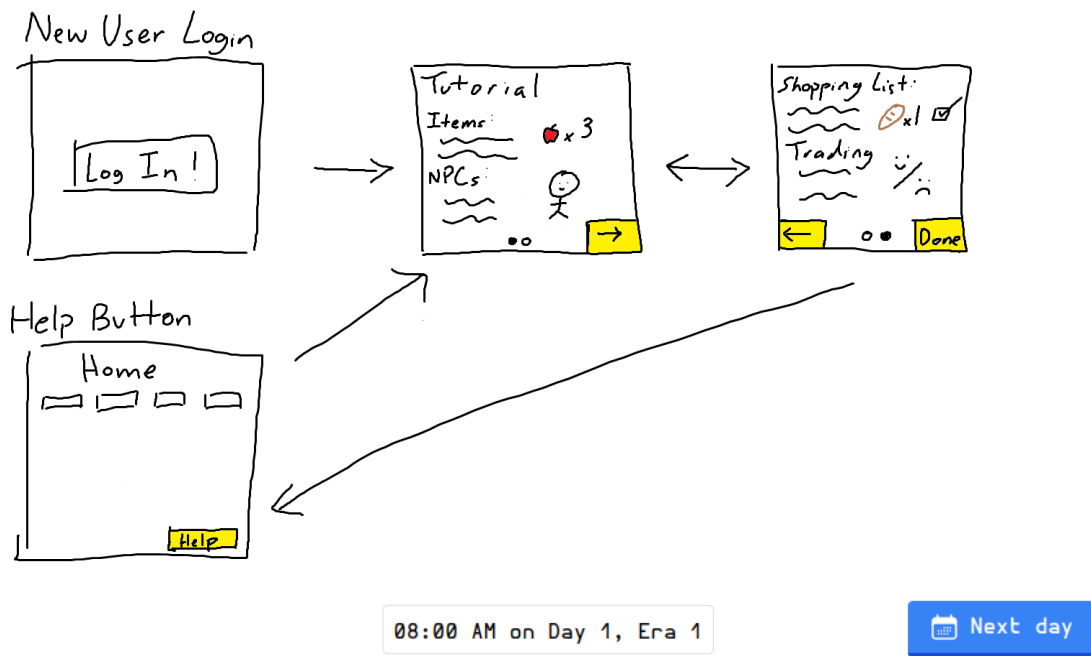 New User Login
Log In!
Tutorial
Items:
x 3
NPCs:
→
Shopping List:
x1
Trading
←
Done
Help Button
Home
Help
08:00 AM on Day 1, Era 1
Next day